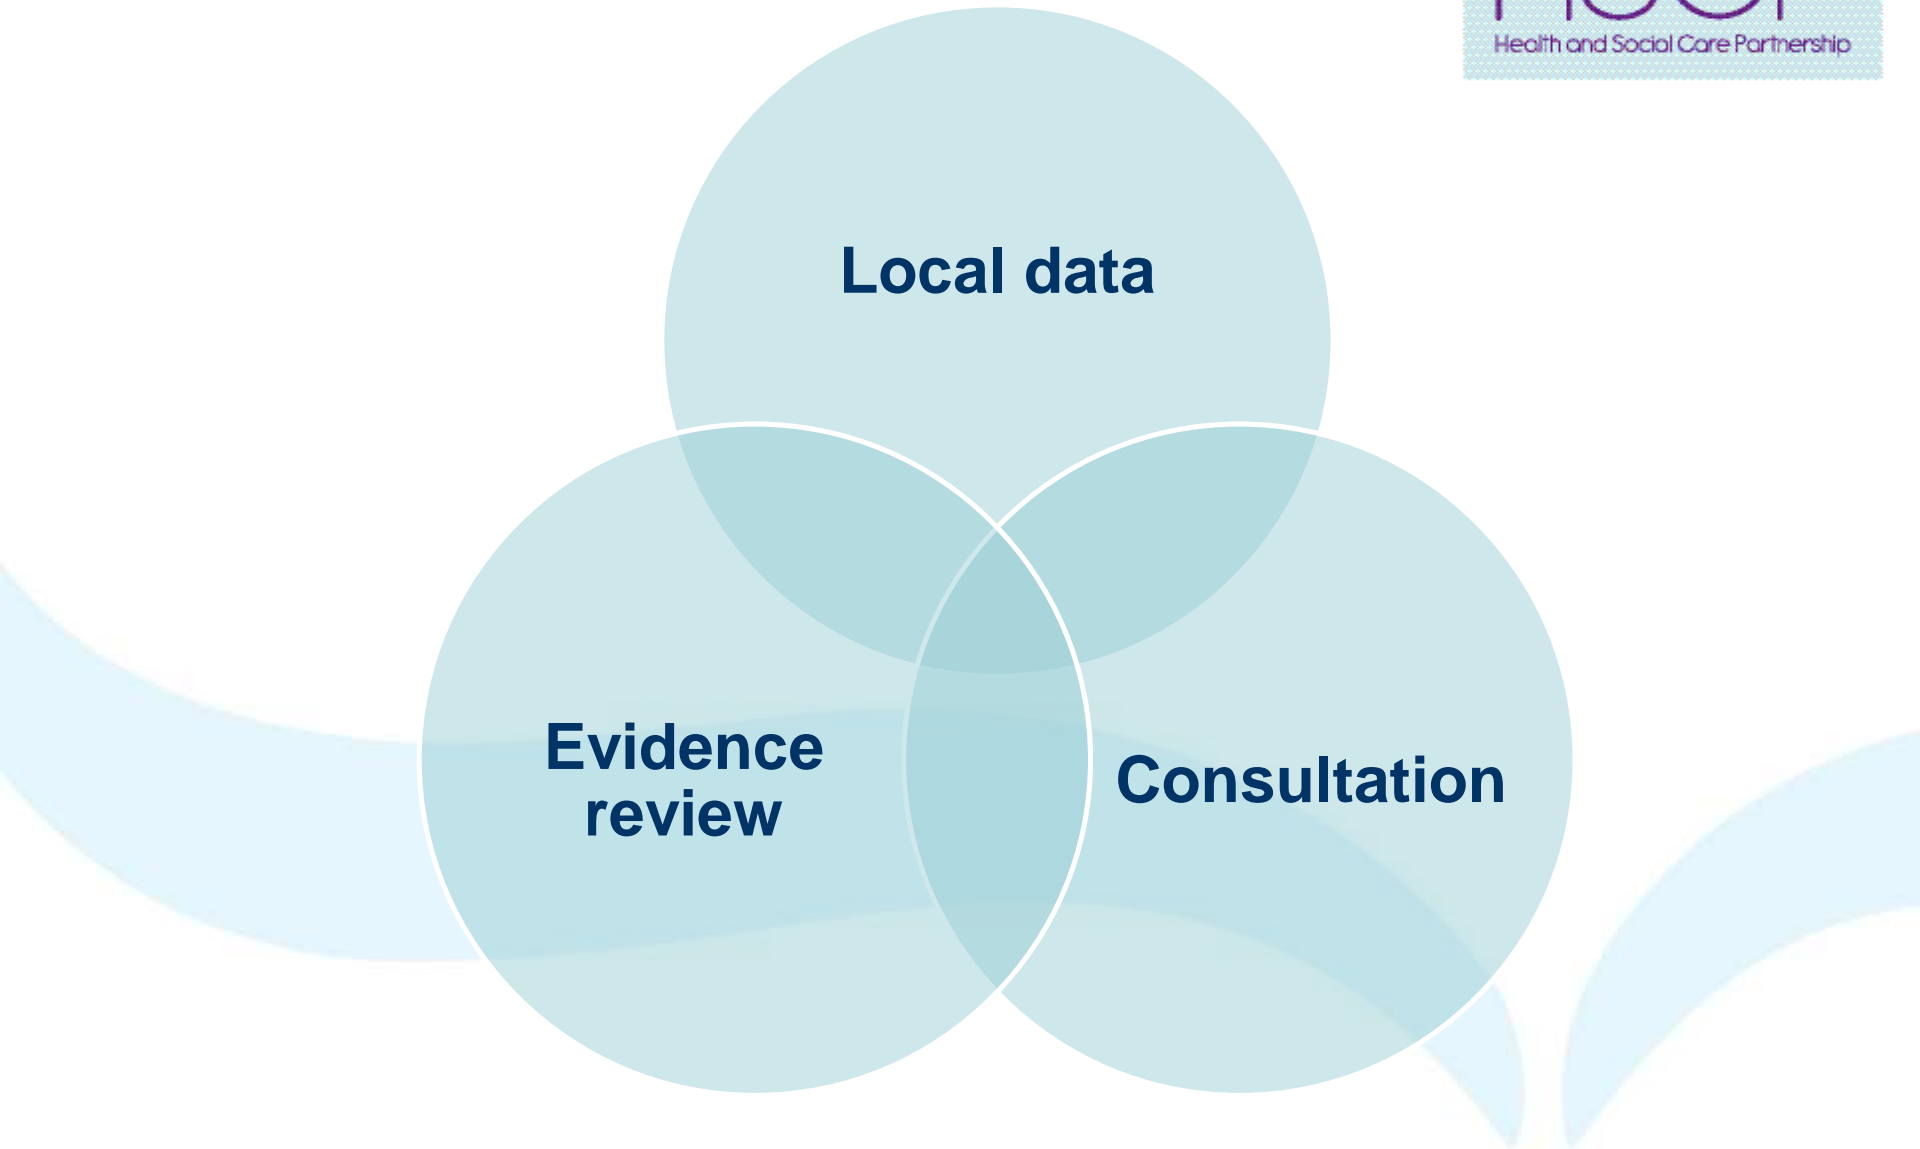 Health and Social Care Partnership
Local data
Evidence
review
Consultation